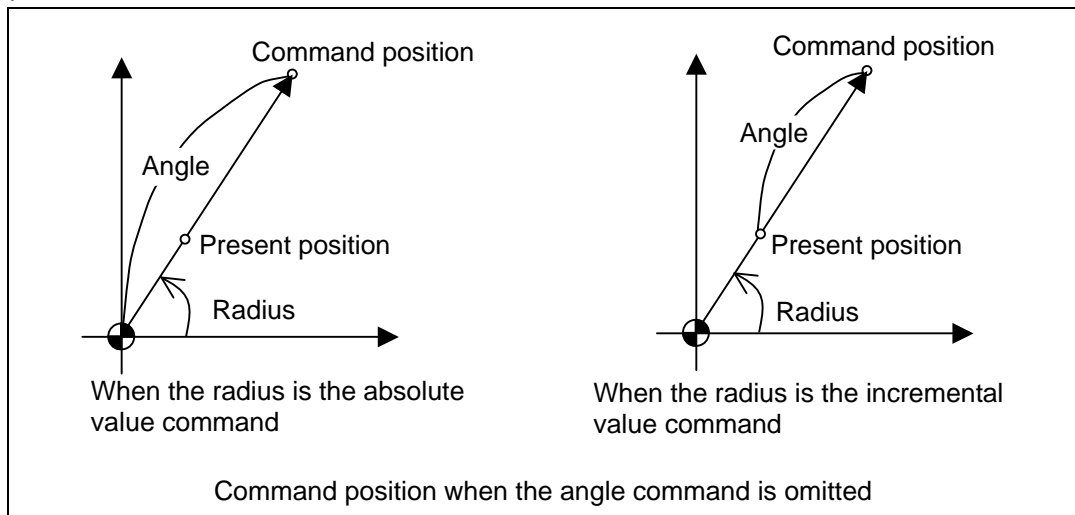 Command position
Angle
Present position
Radius
When the radius is the absolute
value command
Command position
Angle
Present position
Radius
When the radius is the incremental
value command
Command position when the angle command is omitted